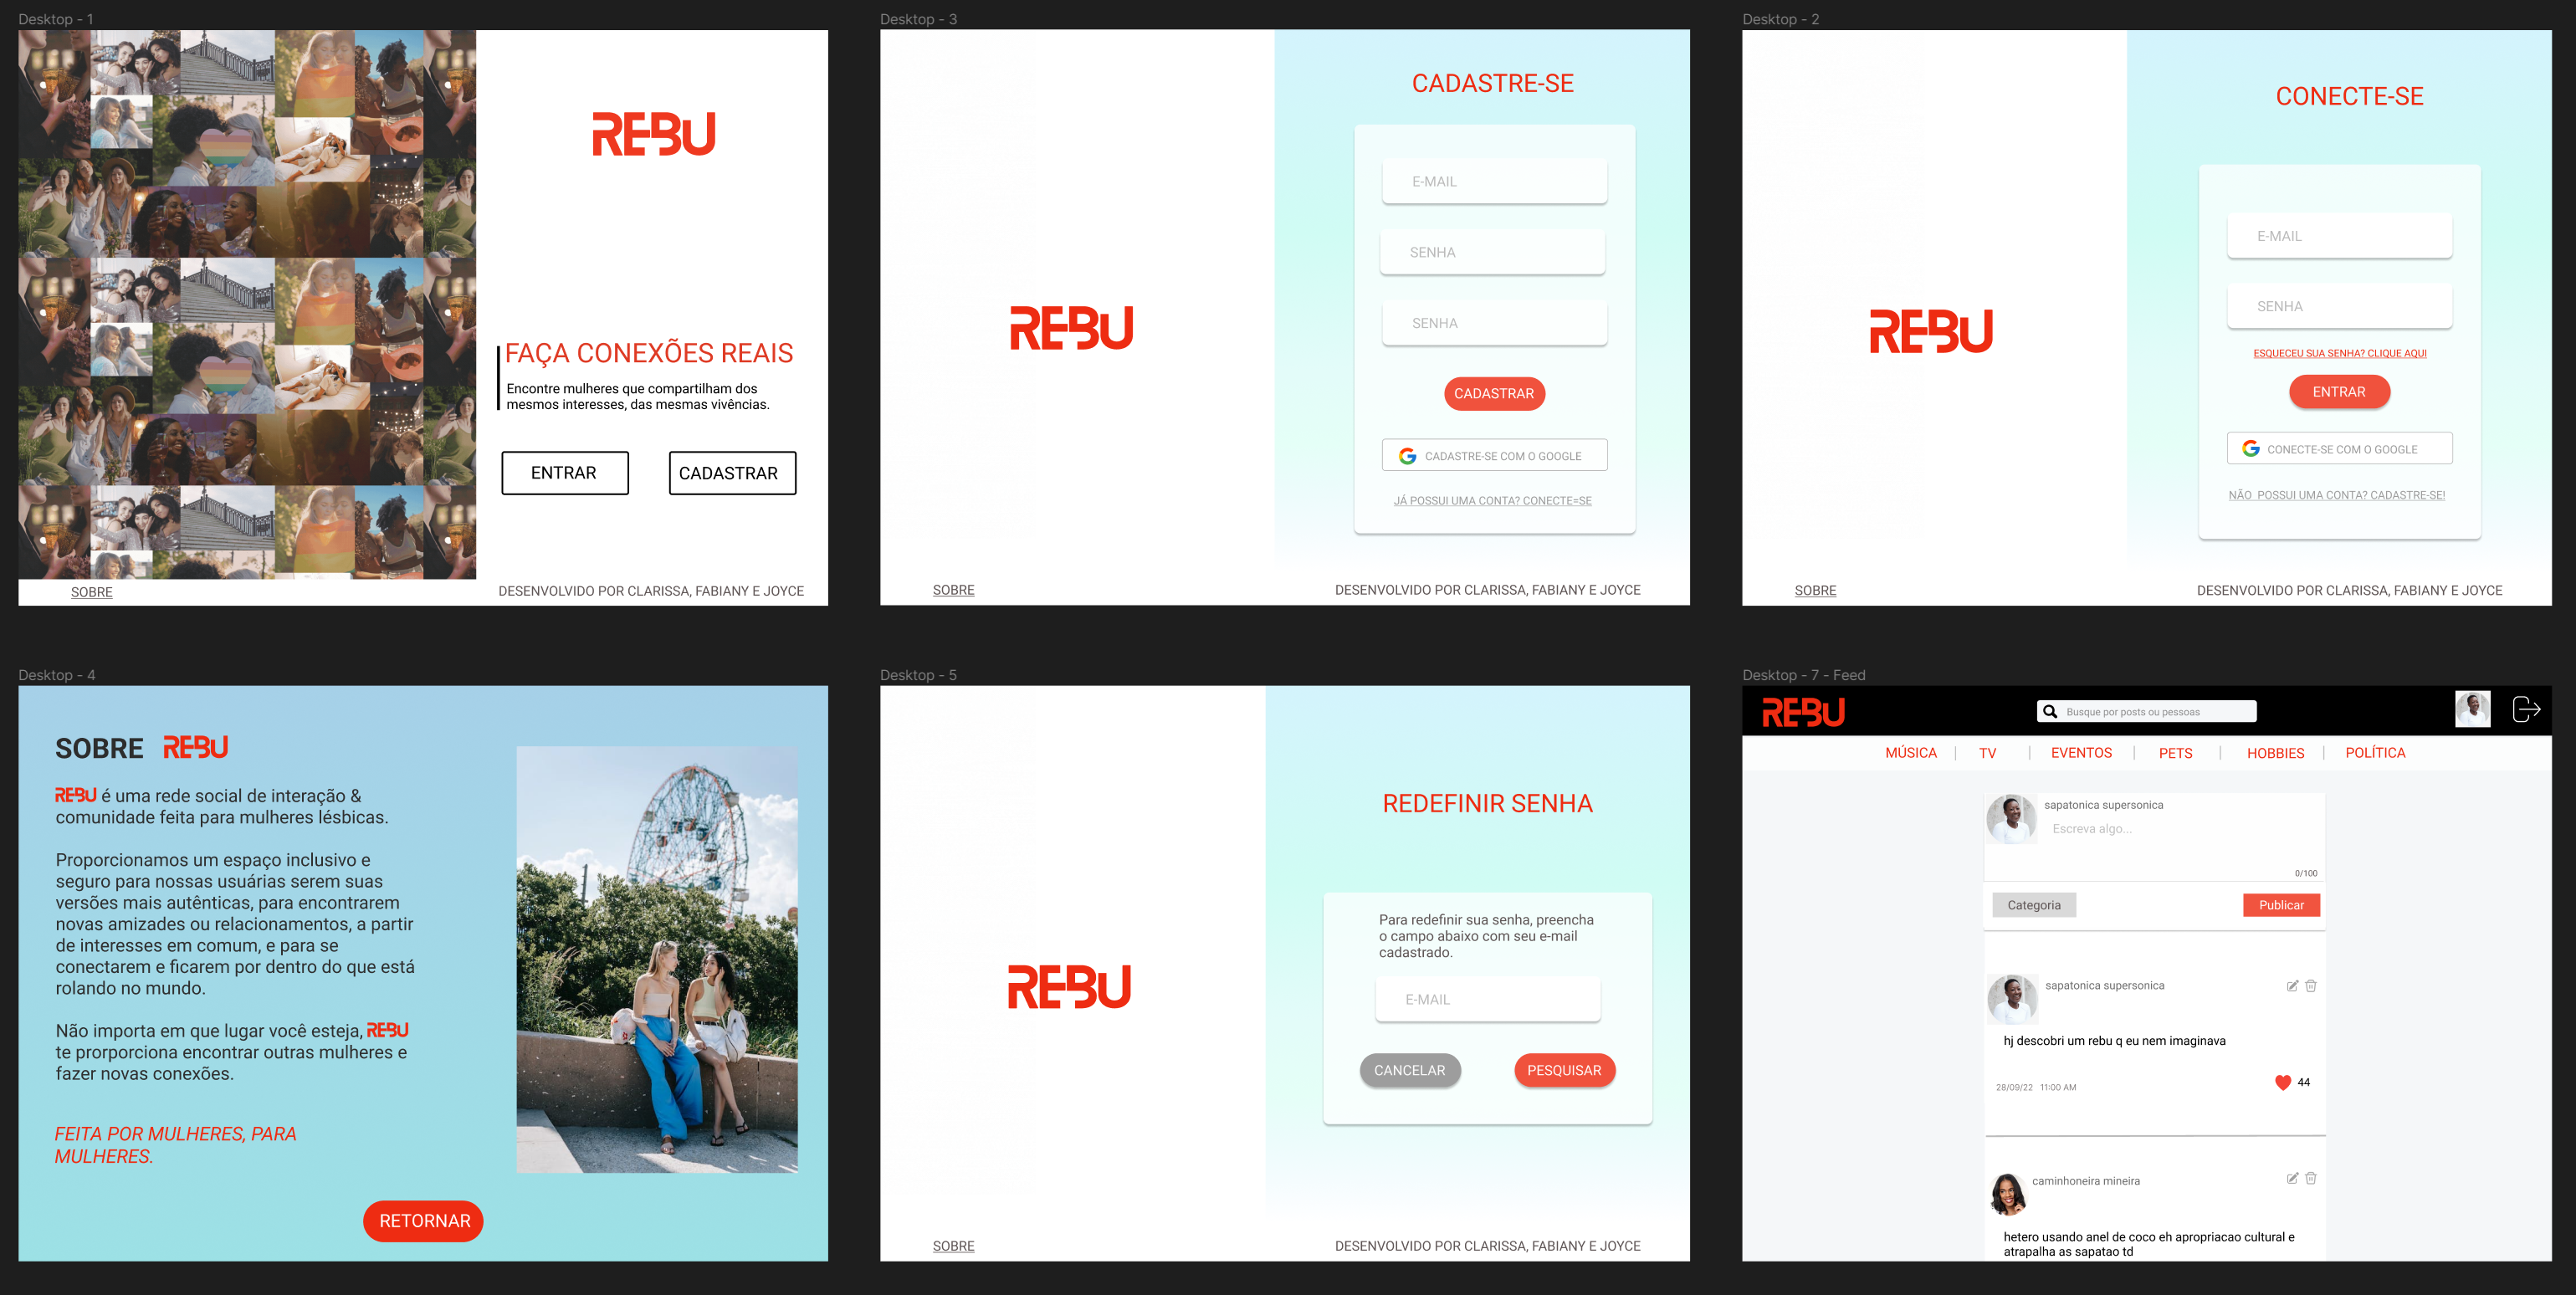 Desktop - 1
REBU
FAÇA CONEXÕES REAIS
Encontre mulheres que compartilham dos
mesmos interesses, das mesmas vivências.
ENTRAR
CADASTRAR
SOBRE
DESENVOLVIDO POR CLARISSA, FABIANY E JOYCE
Desktop - 3
REBU
CADASTRE-SE
E-MAIL
SENHA
SENHA
CADASTRAR
CADASTRE-SE COM O GOOGLE
JÁ POSSUI UMA CONTA? CONECTE=SE
SOBRE
DESENVOLVIDO POR CLARISSA, FABIANY E JOYCE
Desktop - 2
REBU
CONECTE-SE
E-MAIL
SENHA
ESQUECEU SUA SENHA? CLIQUE AQUI
ENTRAR
CONECTE-SE COM O GOOGLE
NÃO  POSSUI UMA CONTA? CADASTRE-SE!
SOBRE
DESENVOLVIDO POR CLARISSA, FABIANY E JOYCE
Desktop - 4
SOBRE REBU
REBU é uma rede social de interação &
comunidade feita para mulheres lésbicas.
Proporcionamos um espaço inclusivo e
seguro para nossas usuárias serem suas
versões mais autênticas, para encontrarem
novas amizades ou relacionamentos, a partir
de interesses em comum, e para se
conectarem e ficarem por dentro do que está
rolando no mundo.
Não importa em que lugar você esteja, REBU
te prorporciona encontrar outras mulheres e
fazer novas conexões.
FEITA POR MULHERES, PARA
MULHERES.
RETORNAR
Desktop - 5
REBU
REDEFINIR SENHA
Para redefinir sua senha, preencha
o campo abaixo com seu e-mail
cadastrado.
E-MAIL
CANCELAR
PESQUISAR
SOBRE
DESENVOLVIDO POR CLARISSA, FABIANY E JOYCE
Desktop - 7 - Feed
REBU
Busque por posts ou pessoas
MÚSICA | TV | EVENTOS | PETS | HOBBIES | POLÍTICA
sapatonica supersonica
Escreva algo...
0/100
Categoria
Publicar
sapatonica supersonica
hj descobri um rebu q eu nem imaginava
28/09/22 11:00 AM
44
caminhoneira mineira
hetero usando anel de coco eh apropriacao cultural e
atrapalha as sapatao td